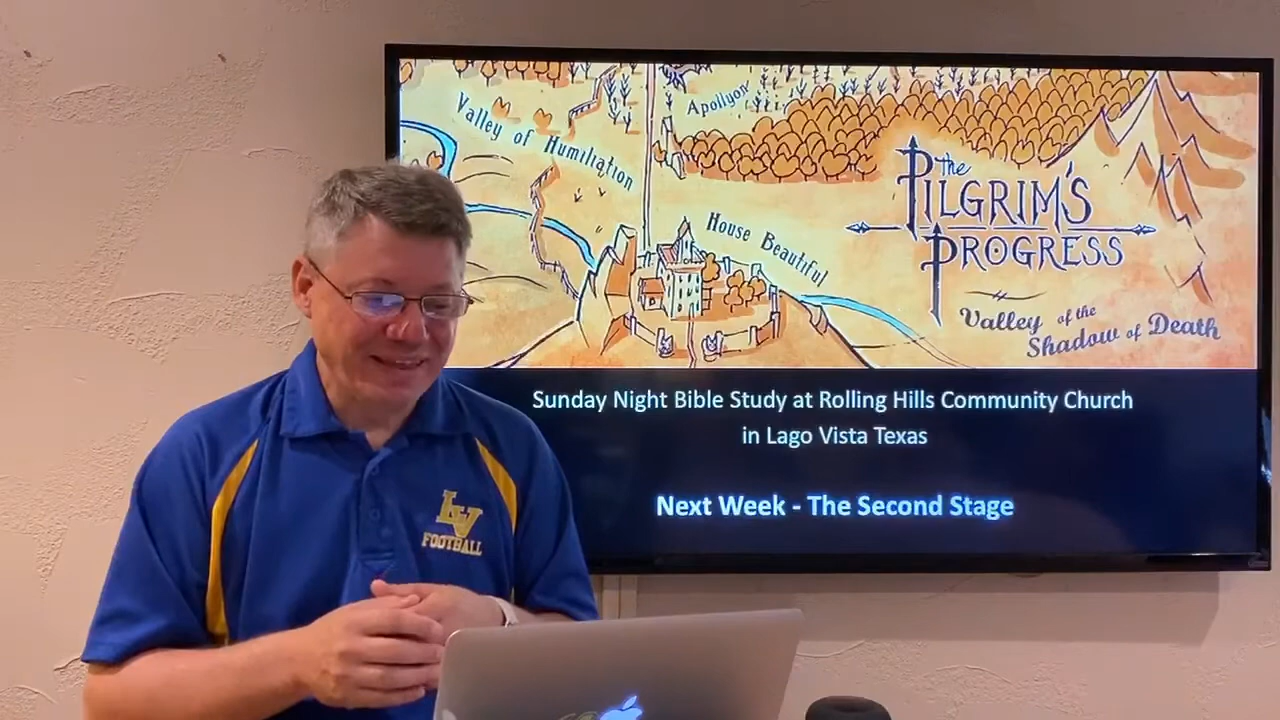 Valley of Humiliation
Apollyon
House Beautiful
the
PILGRIM'S
PROGRESS
Valley of the
Shadow of Death
Sunday Night Bible Study at Rolling Hills Community Church
in Lago Vista Texas
Next Week - The Second Stage
LV
FOOTBALL